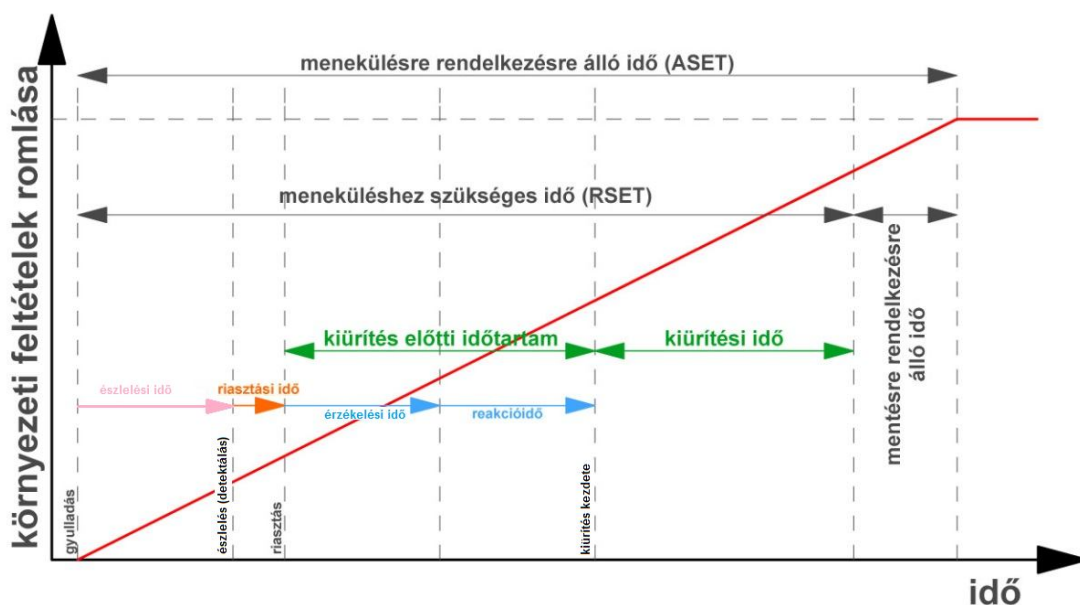 környezeti feltételek romlása
menekülésre rendelkezésre álló idő (ASET)
meneküléshez szükséges idő (RSET)
mentésre rendelkezésre
álló idő
kiürítés előtti időtartam
kiürítési idő
észlelési idő
riasztási idő
érzékelési idő
reakcióidő
gyulladás
észlelés (detektálás)
riasztás
kiürítés kezdete
idő